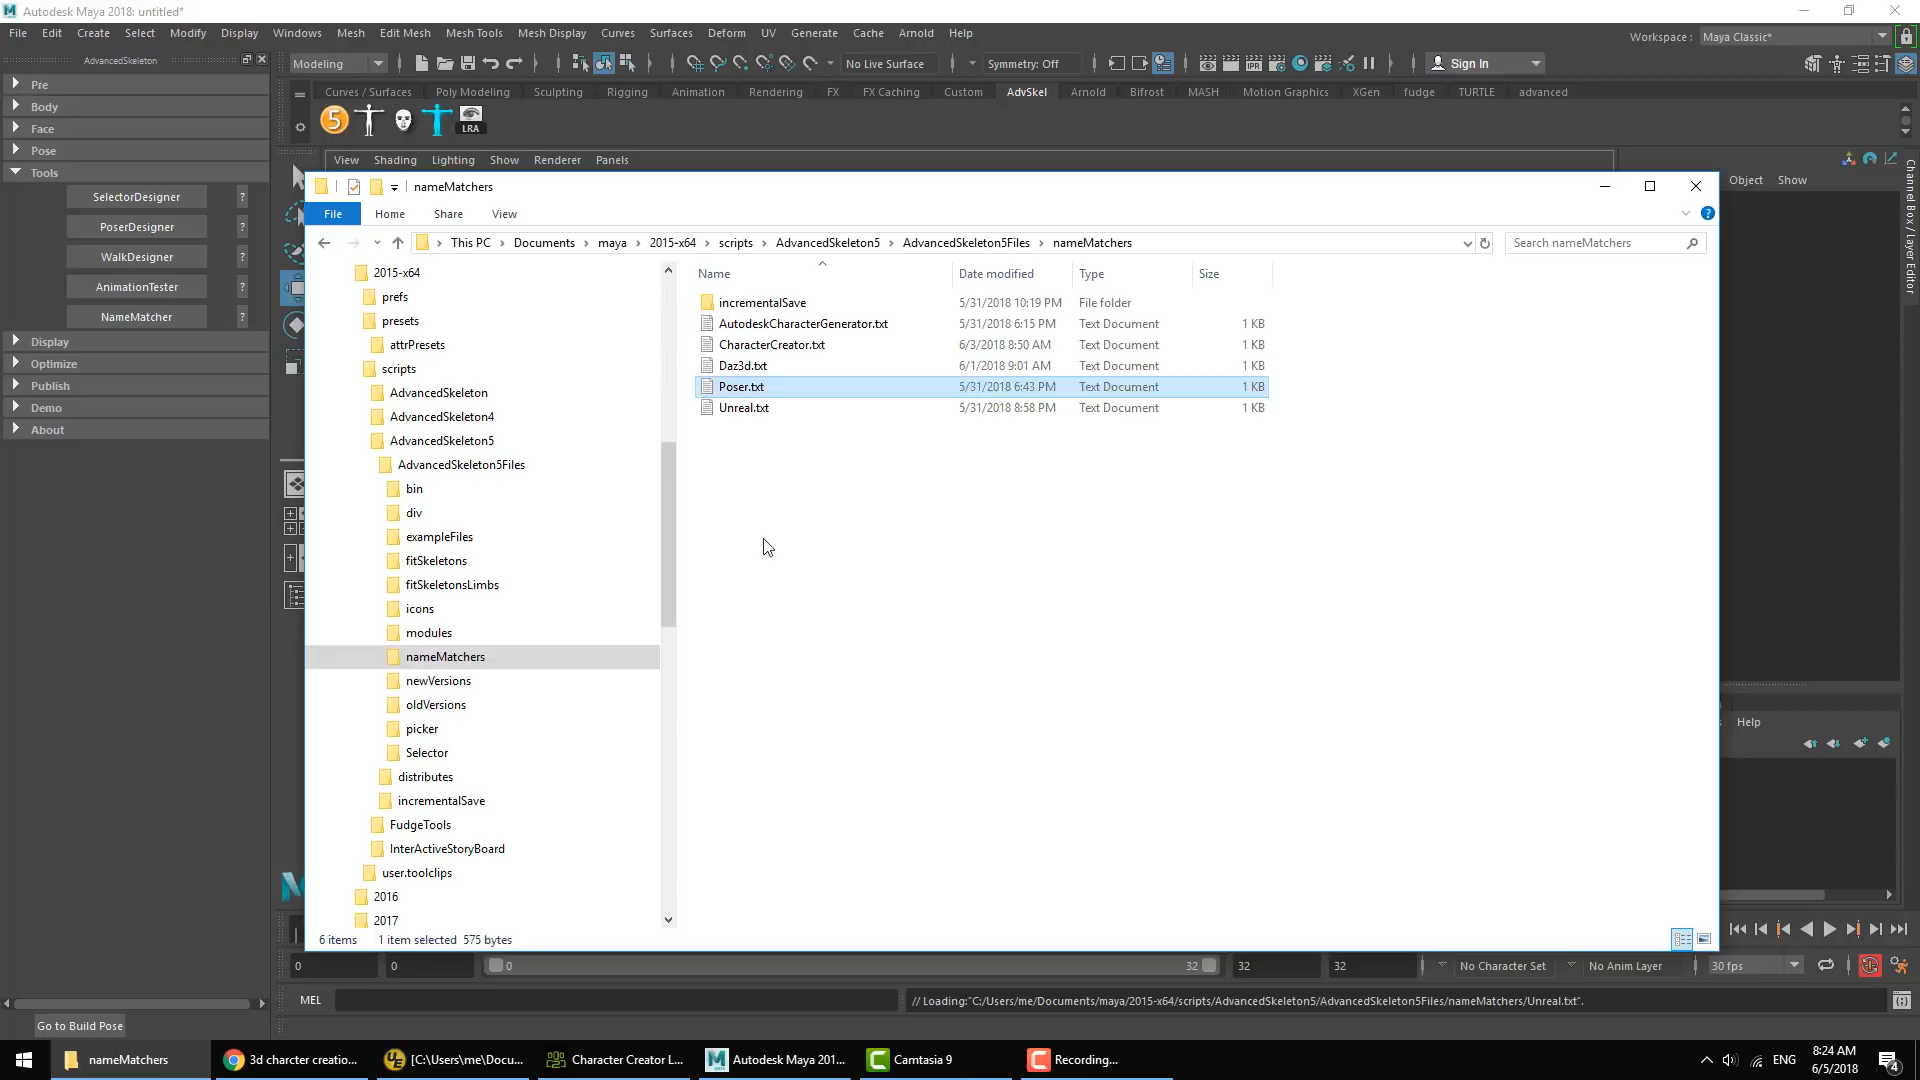 Autodesk Maya 2018: untitled*
File Edit Create Select Modify Display Windows Mesh Edit Mesh Mesh Tools Mesh Display Curves Surfaces Deform UV Generate Cache Arnold Help
Workspace : Maya Classic*
AdvancedSkeleton
Modeling No Live Surface Symmetry: Off Sign In
Curves / Surfaces Poly Modeling Sculpting Rigging Animation Rendering FX FX Caching Custom AdvSkel Arnold Bifrost MASH Motion Graphics XGen fudge TURTLE advanced
5 LRA
Pre
Body
Face
Pose
Tools
SelectorDesigner ?
PoserDesigner ?
WalkDesigner ?
AnimationTester ?
NameMatcher ?
Display
Optimize
Publish
Demo
About
View Shading Lighting Show Renderer Panels
Object Show
Channel Box / Layer Editor
nameMatchers
File Home Share View
This PC Documents maya 2015-x64 scripts AdvancedSkeleton5 AdvancedSkeleton5Files nameMatchers
Search nameMatchers
2015-x64
prefs
presets
attrPresets
scripts
AdvancedSkeleton
AdvancedSkeleton4
AdvancedSkeleton5
AdvancedSkeleton5Files
bin
div
exampleFiles
fitSkeletons
fitSkeletonsLimbs
icons
modules
nameMatchers
newVersions
oldVersions
picker
Selector
distributes
incrementalSave
FudgeTools
InterActiveStoryBoard
user.toolclips
2016
2017
Name Date modified Type Size
incrementalSave 5/31/2018 10:19 PM File folder
AutodeskCharacterGenerator.txt 5/31/2018 6:15 PM Text Document 1 KB
CharacterCreator.txt 6/3/2018 8:50 AM Text Document 1 KB
Daz3d.txt 6/1/2018 9:01 AM Text Document 1 KB
Poser.txt 5/31/2018 6:43 PM Text Document 1 KB
Unreal.txt 5/31/2018 8:58 PM Text Document 1 KB
6 items 1 item selected 575 bytes
Help
0 0 0 32 32 32 No Character Set No Anim Layer 30 fps
MEL // Loading:"C:/Users/me/Documents/maya/2015-x64/scripts/AdvancedSkeleton5/AdvancedSkeleton5Files/nameMatchers/Unreal.txt".
Go to Build Pose
nameMatchers 3d charcter creatio... [C:\Users\me\Docu... Character Creator L... Autodesk Maya 201... Camtasia 9 Recording... ENG 8:24 AM
6/5/2018
4